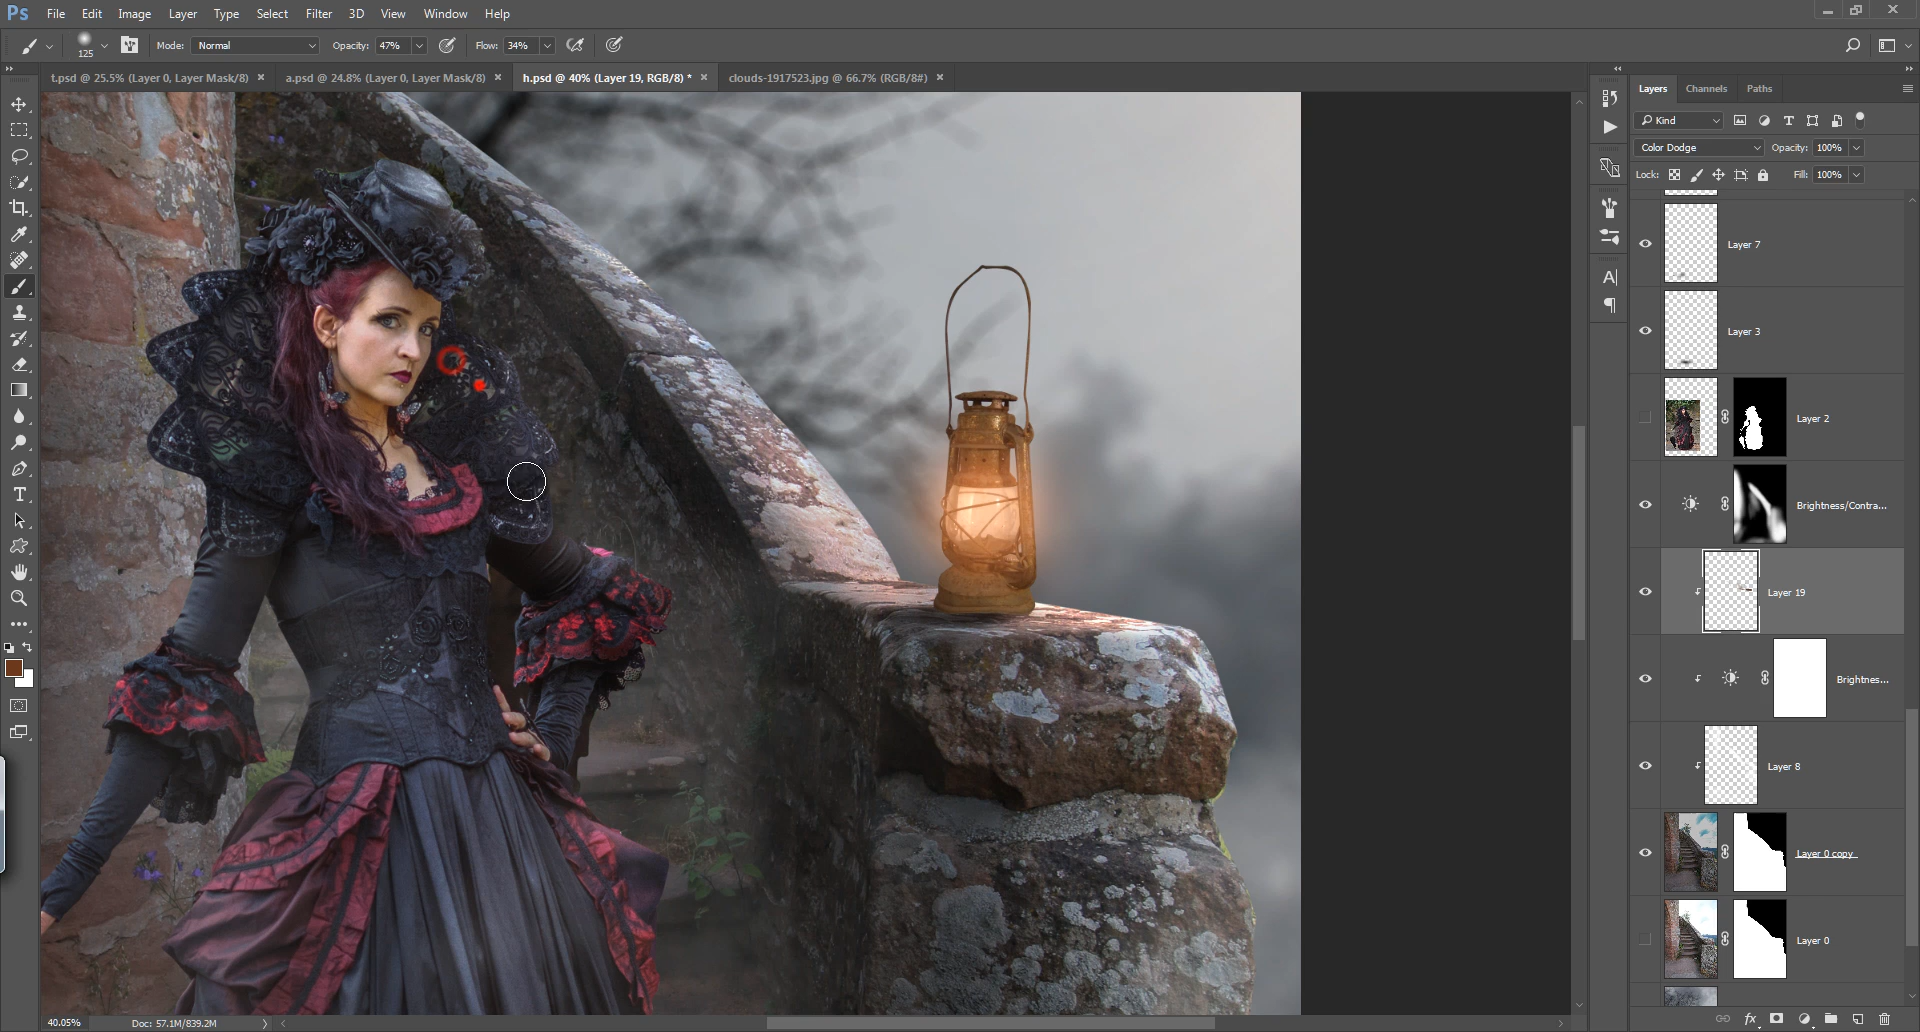 Ps File Edit Image Layer Type Select Filter 3D View Window Help
125 Mode: Normal Opacity: 47% Flow: 34%
t.psd @ 25.5% (Layer 0, Layer Mask/8) × a.psd @ 24.8% (Layer 0, Layer Mask/8) × h.psd @ 40% (Layer 19, RGB/8) * × clouds-1917523.jpg @ 66.7% (RGB/8#) ×
Layers Channels Paths
Kind
Color Dodge Opacity: 100%
Lock: Fill: 100%
Layer 7
Layer 3
Layer 2
Brightness/Contra...
Layer 19
Brightnes...
Layer 8
Layer 0 copy
Layer 0
40.05% Doc: 57.1M/839.2M